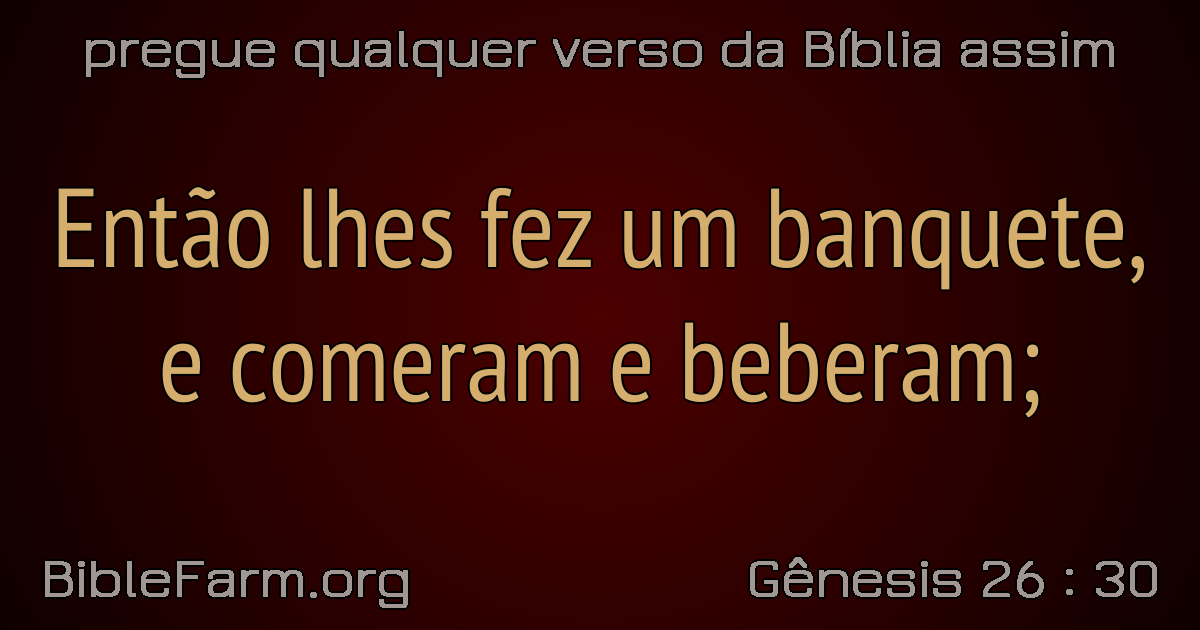 pregue qualquer verso da Bíblia assim
Então lhes fez um banquete,
e comeram e beberam;
BibleFarm.org
Gênesis 26 : 30